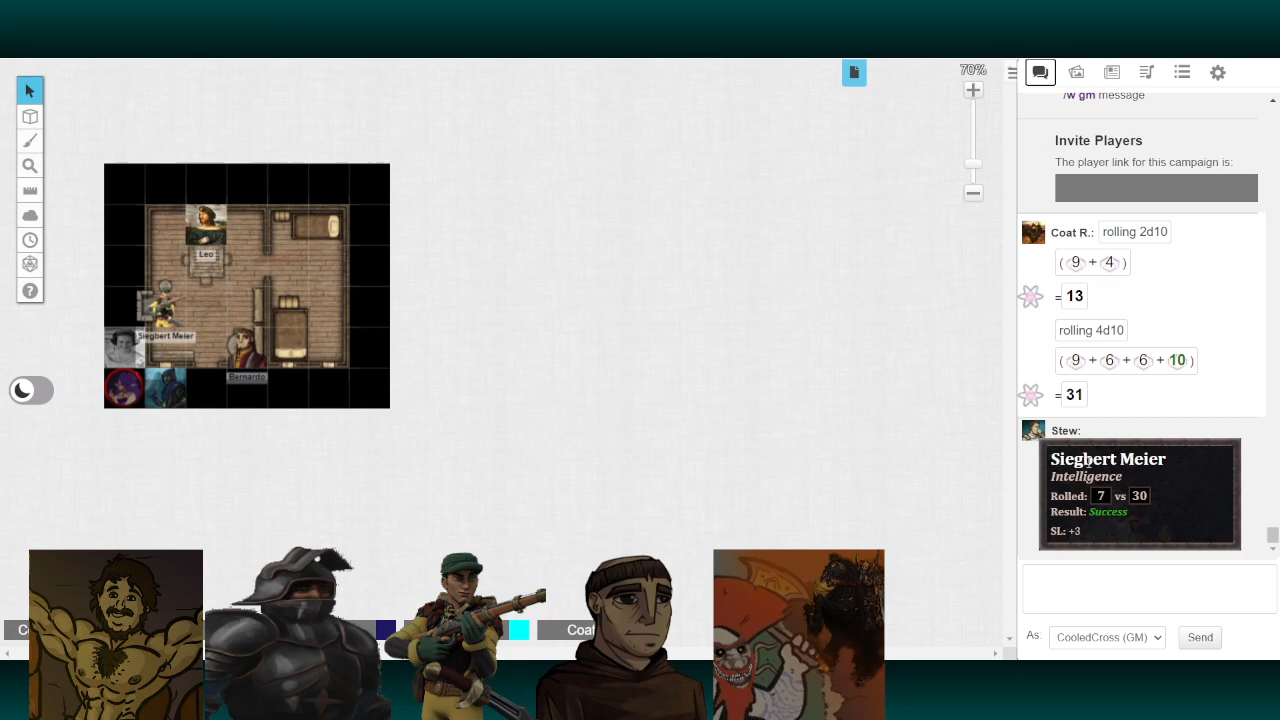 70%
/w gm message
Invite Players
The player link for this campaign is:
Coat R.: rolling 2d10
(9+4)
=13
rolling 4d10
(9+6+6+10)
=31
Stew:
Siegbert Meier
Intelligence
Rolled: 7 vs 30
Result: Success
SL: +3
Leo
Siegbert Meier
Bernardo
C
Coat
As: CooledCross (GM) Send